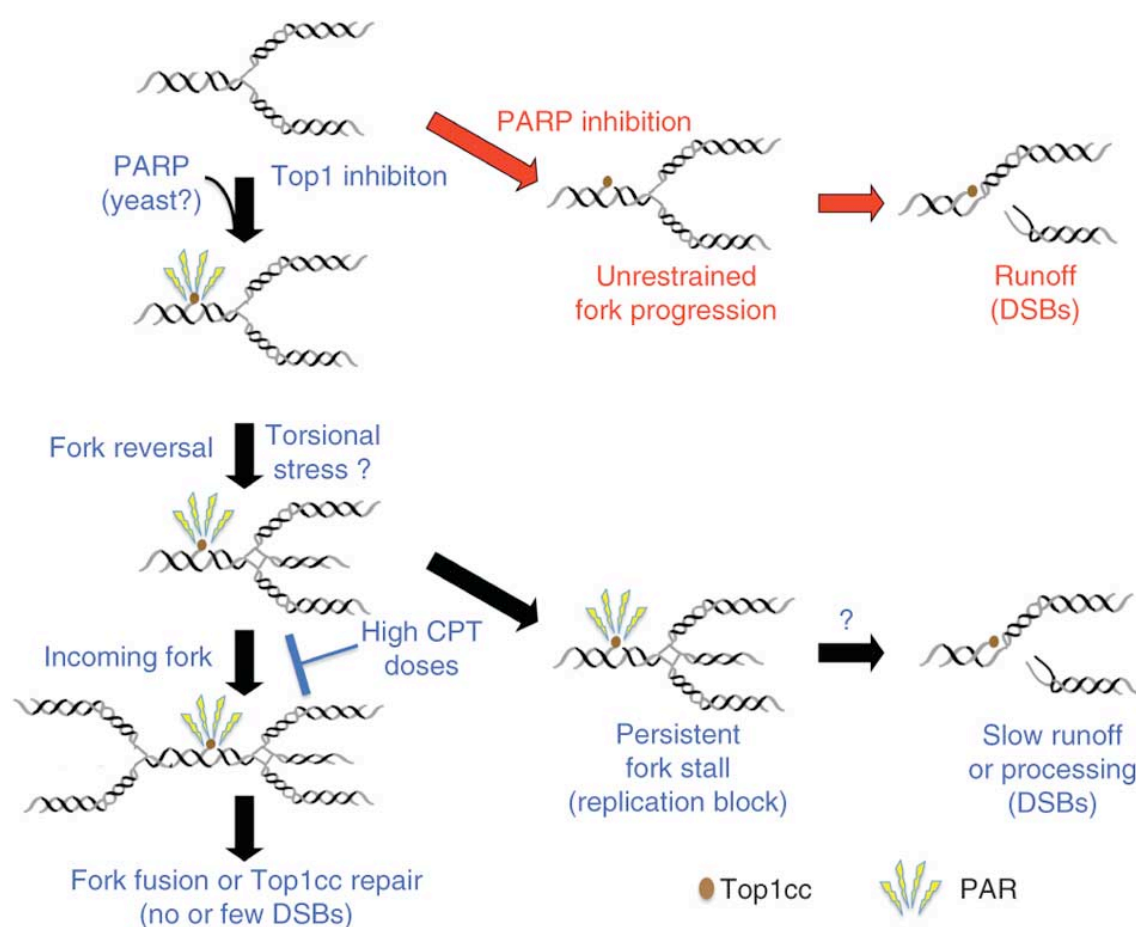 PARP inhibition
PARP
(yeast?)
Top1 inhibiton
Unrestrained
fork progression
Runoff
(DSBs)
Fork reversal
Torsional
stress ?
High CPT
doses
Incoming fork
?
Persistent
fork stall
(replication block)
Slow runoff
or processing
(DSBs)
Fork fusion or Top1cc repair
(no or few DSBs)
Top1cc
PAR